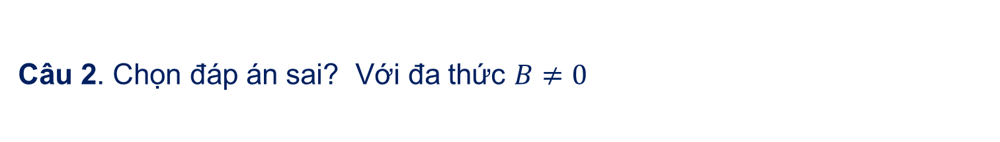 Câu 2. Chọn đáp án sai?  Với đa thức B ≠ 0